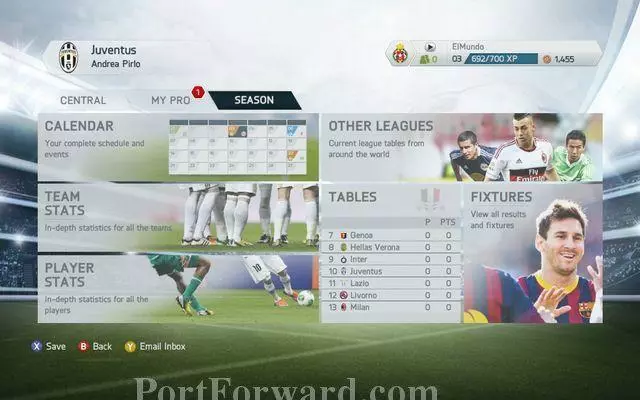 Juventus
Andrea Pirlo
ElMundo
0
03 692/700 XP
1,455
CENTRAL
MY PRO
1
SEASON
CALENDAR
Your complete schedule and
events
OTHER LEAGUES
Current league tables from
around the world
Fly
Emirates
TEAM
STATS
In-depth statistics for all the teams
TABLES
P PTS
7 Genoa 0 0
8 Hellas Verona 0 0
9 Inter 0 0
10 Juventus 0 0
11 Lazio 0 0
12 Livorno 0 0
13 Milan 0 0
FIXTURES
View all results
and fixtures
PLAYER
STATS
In-depth statistics for all the
players
10
X Save
B Back
Y Email Inbox
PortForward.com